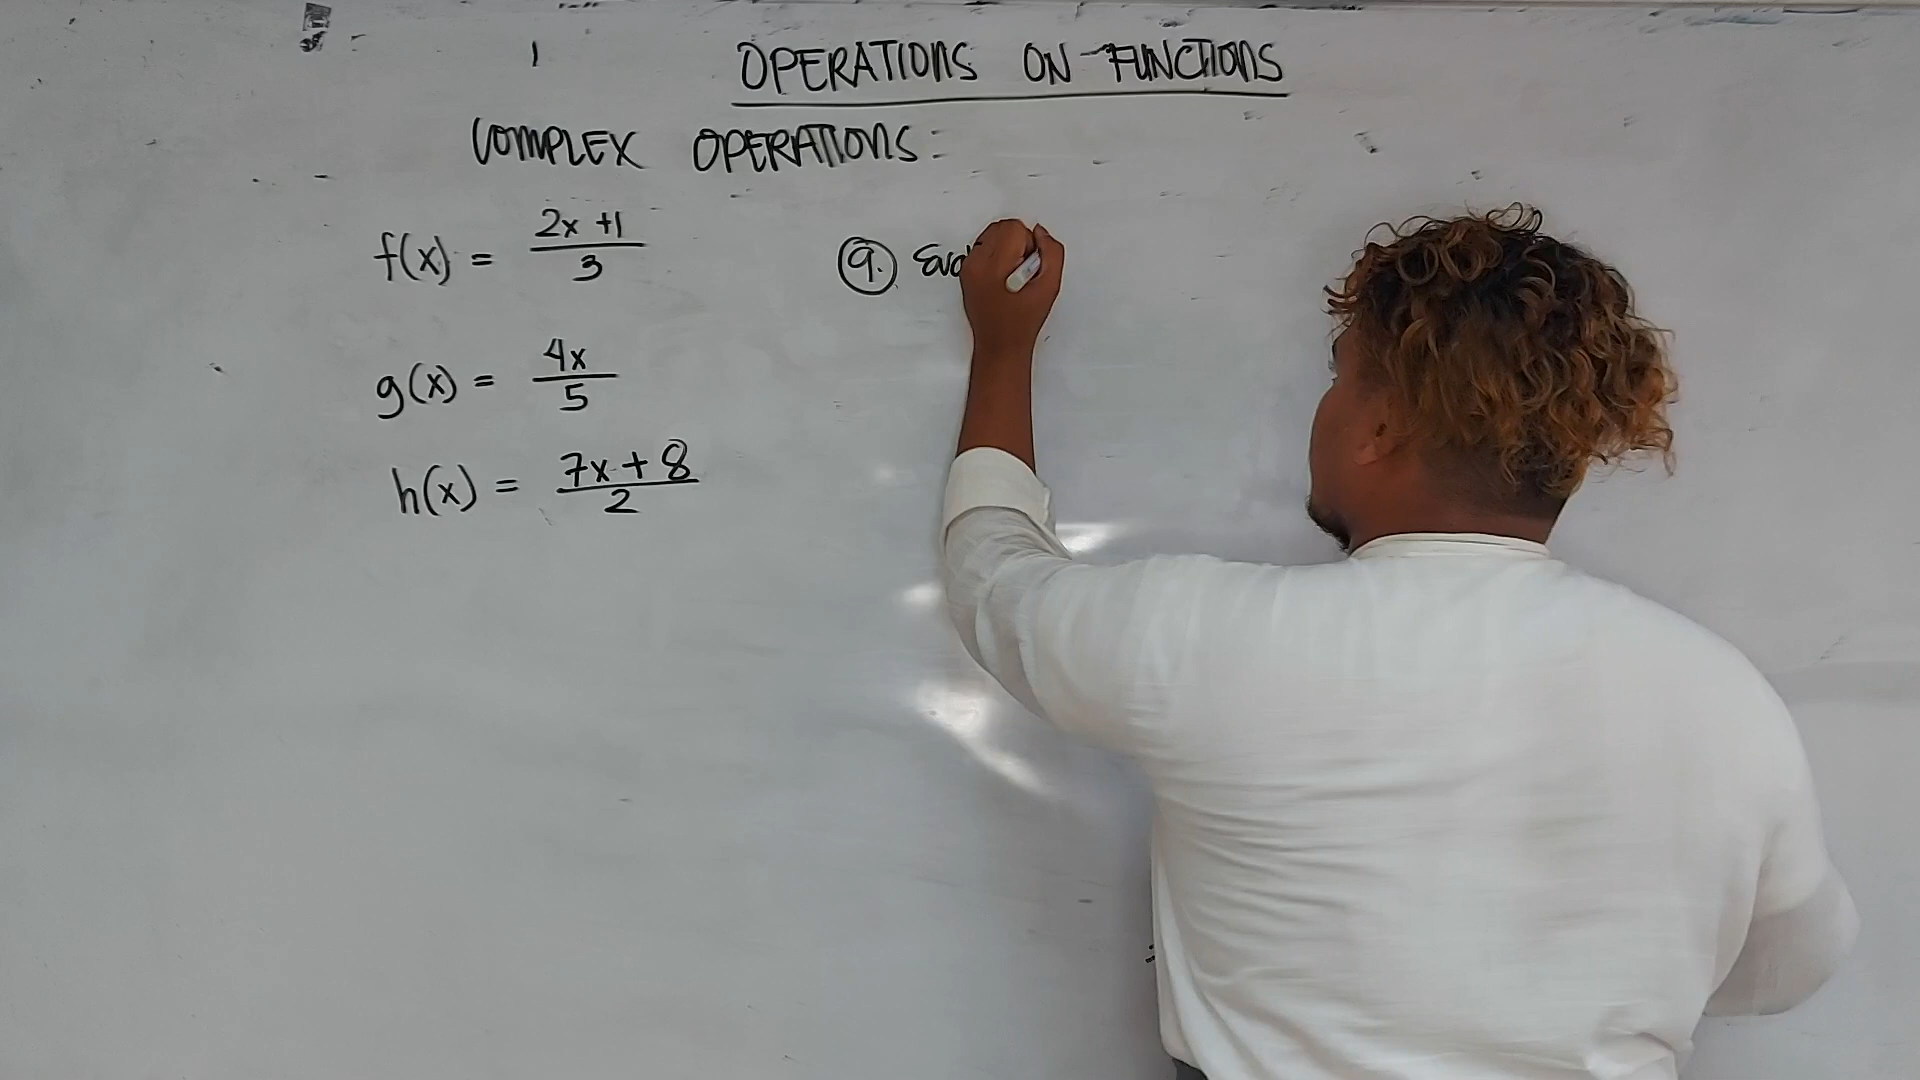 OPERATIONS ON FUNCTIONS
COMPLEX OPERATIONS:
f(x) = 2x + 1 / 3
g(x) = 4x / 5
h(x) = 7x + 8 / 2
9.